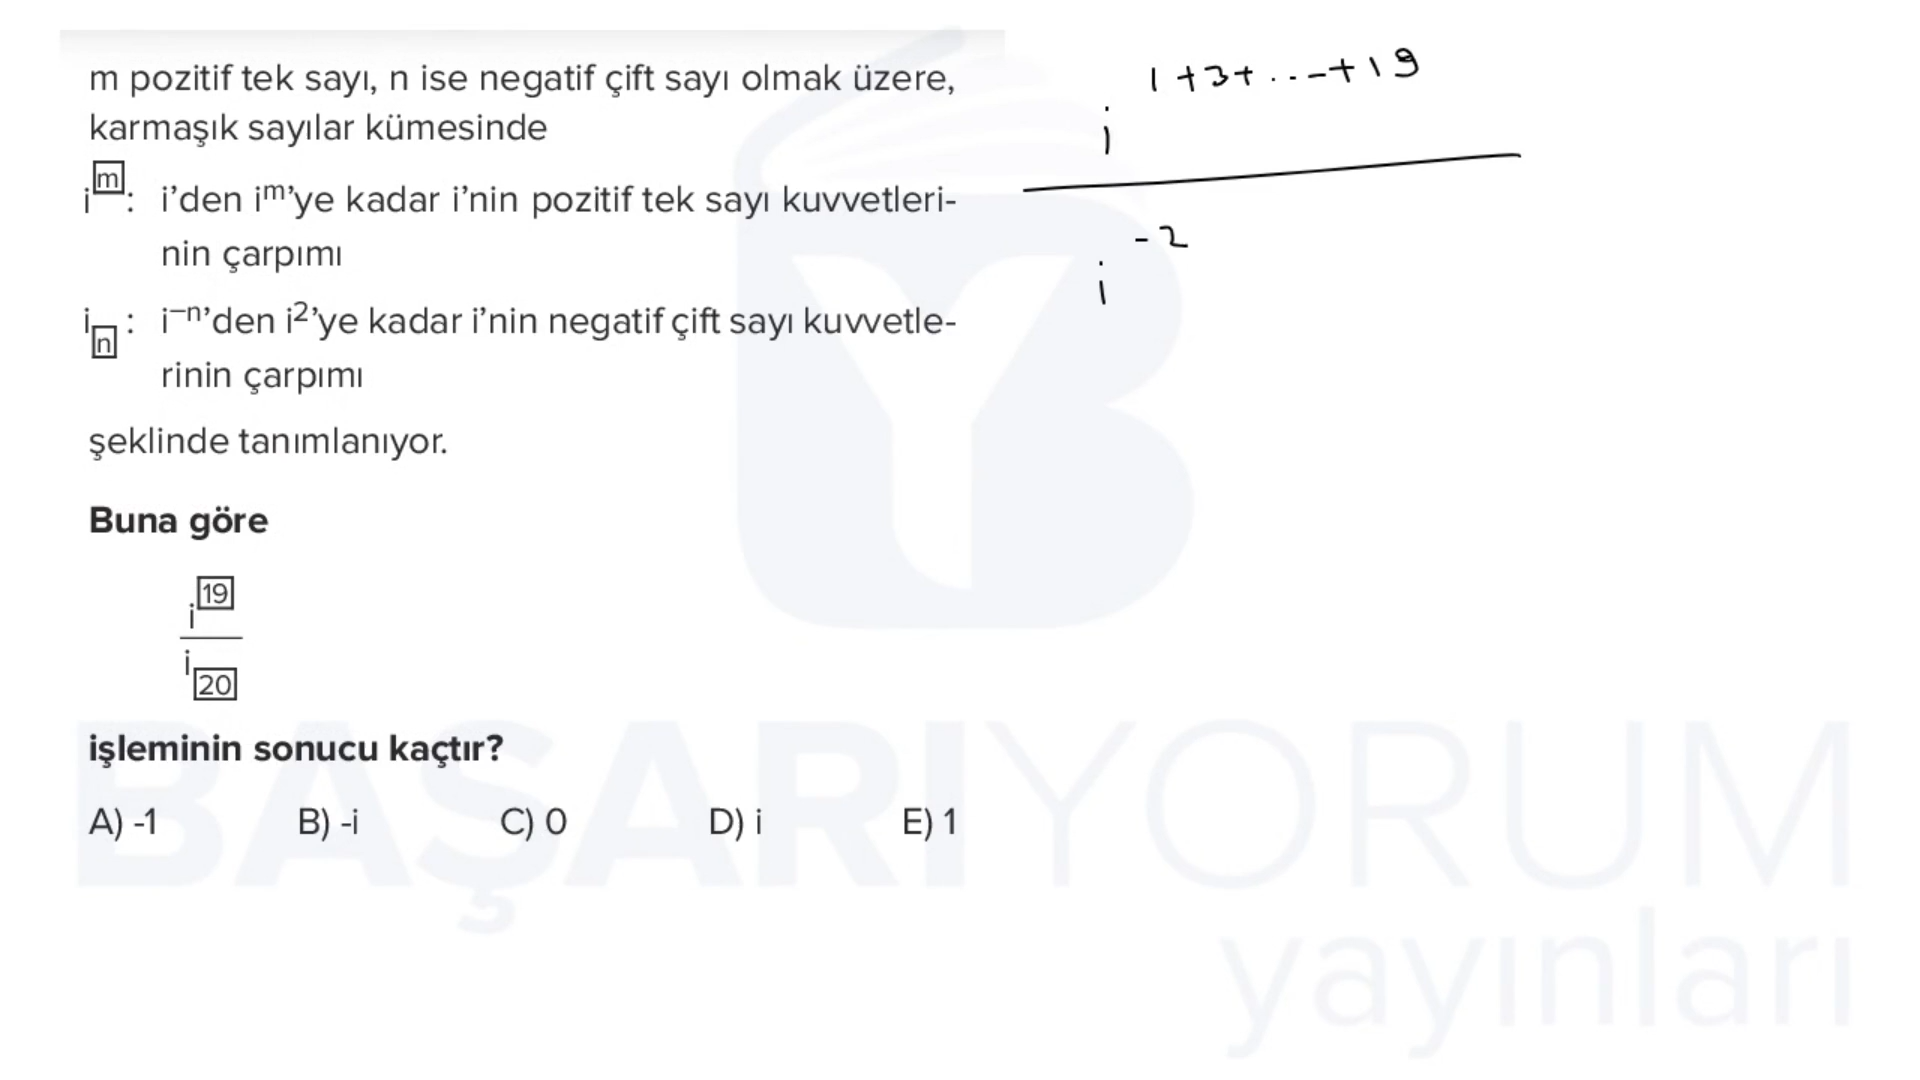 m pozitif tek sayı, n ise negatif çift sayı olmak üzere,
karmaşık sayılar kümesinde
i^m : i’den i^m’ye kadar i’nin pozitif tek sayı kuvvetleri-
nin çarpımı
i_n : i^–n’den i²’ye kadar i’nin negatif çift sayı kuvvetle-
rinin çarpımı
şeklinde tanımlanıyor.
Buna göre
i^19
i_20
işleminin sonucu kaçtır?
A) -1 B) -i C) 0 D) i E) 1
i^1+3+...+19
i^-2
BAŞARIYORUM
yayınları